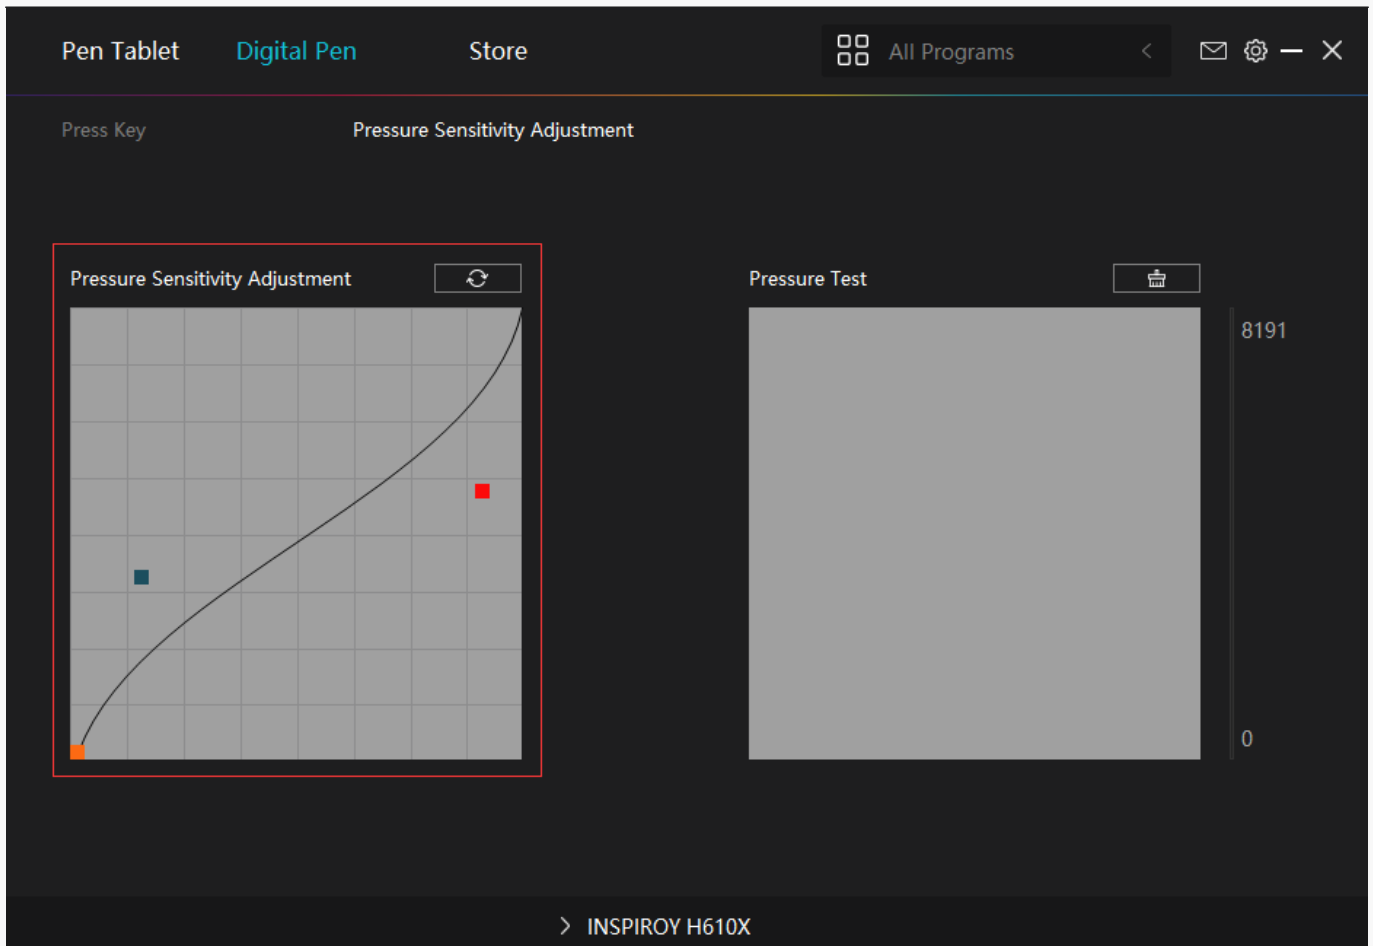 Pen Tablet Digital Pen Store All Programs
Press Key Pressure Sensitivity Adjustment
Pressure Sensitivity Adjustment
Pressure Test
8191
0
INSPIROY H610X